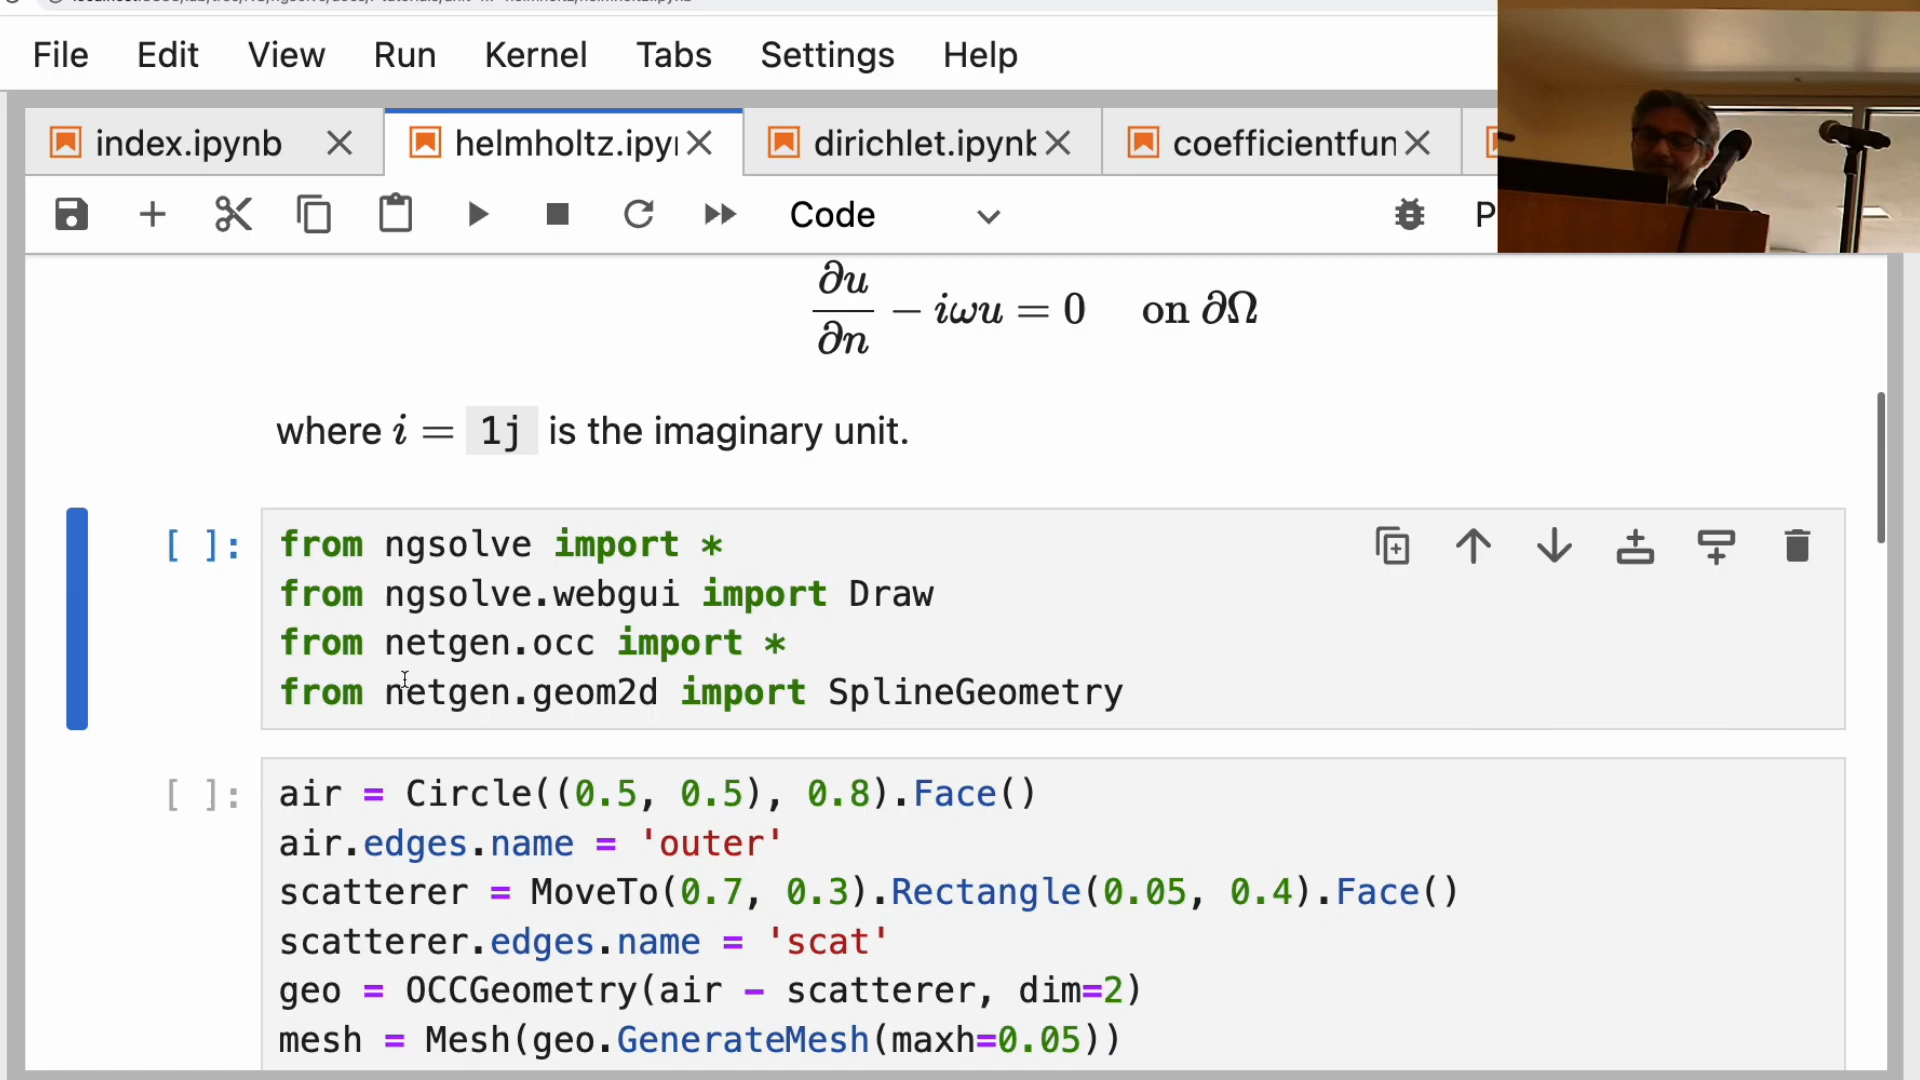 File Edit View Run Kernel Tabs Settings Help
index.ipynb helmholtz.ipy dirichlet.ipynb coefficientfun
Code P
∂u/∂n − iωu = 0 on ∂Ω
where i = 1j is the imaginary unit.
[ ]: from ngsolve import *
from ngsolve.webgui import Draw
from netgen.occ import *
from netgen.geom2d import SplineGeometry
[ ]: air = Circle((0.5, 0.5), 0.8).Face()
air.edges.name = 'outer'
scatterer = MoveTo(0.7, 0.3).Rectangle(0.05, 0.4).Face()
scatterer.edges.name = 'scat'
geo = OCCGeometry(air - scatterer, dim=2)
mesh = Mesh(geo.GenerateMesh(maxh=0.05))